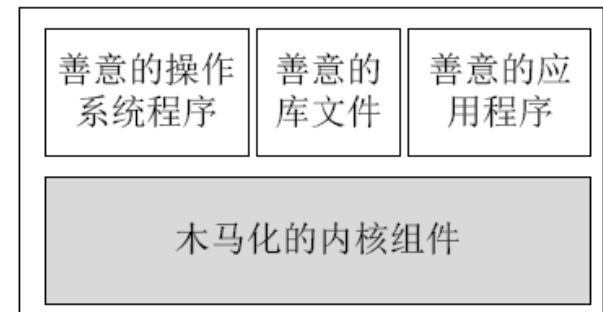 善意的操作
系统程序
善意的
库文件
善意的应
用程序
木马化的内核组件